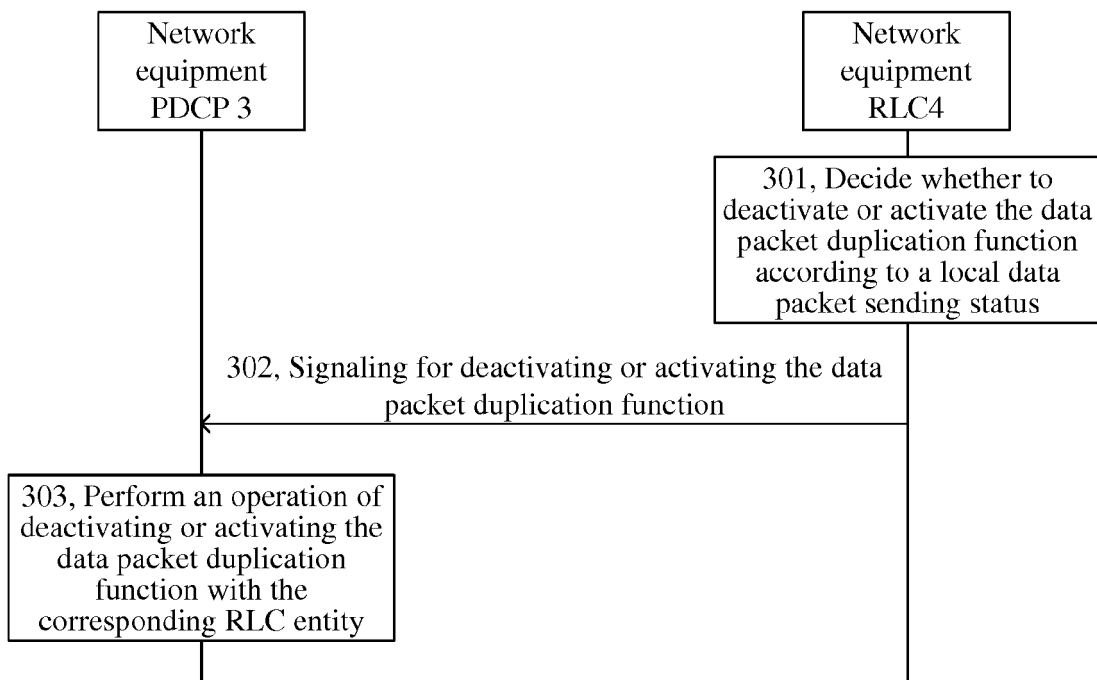 Network
equipment
PDCP 3
Network
equipment
RLC4
301, Decide whether to
deactivate or activate the data
packet duplication function
according to a local data
packet sending status
302, Signaling for deactivating or activating the data
packet duplication function
303, Perform an operation of
deactivating or activating the
data packet duplication
function with the
corresponding RLC entity